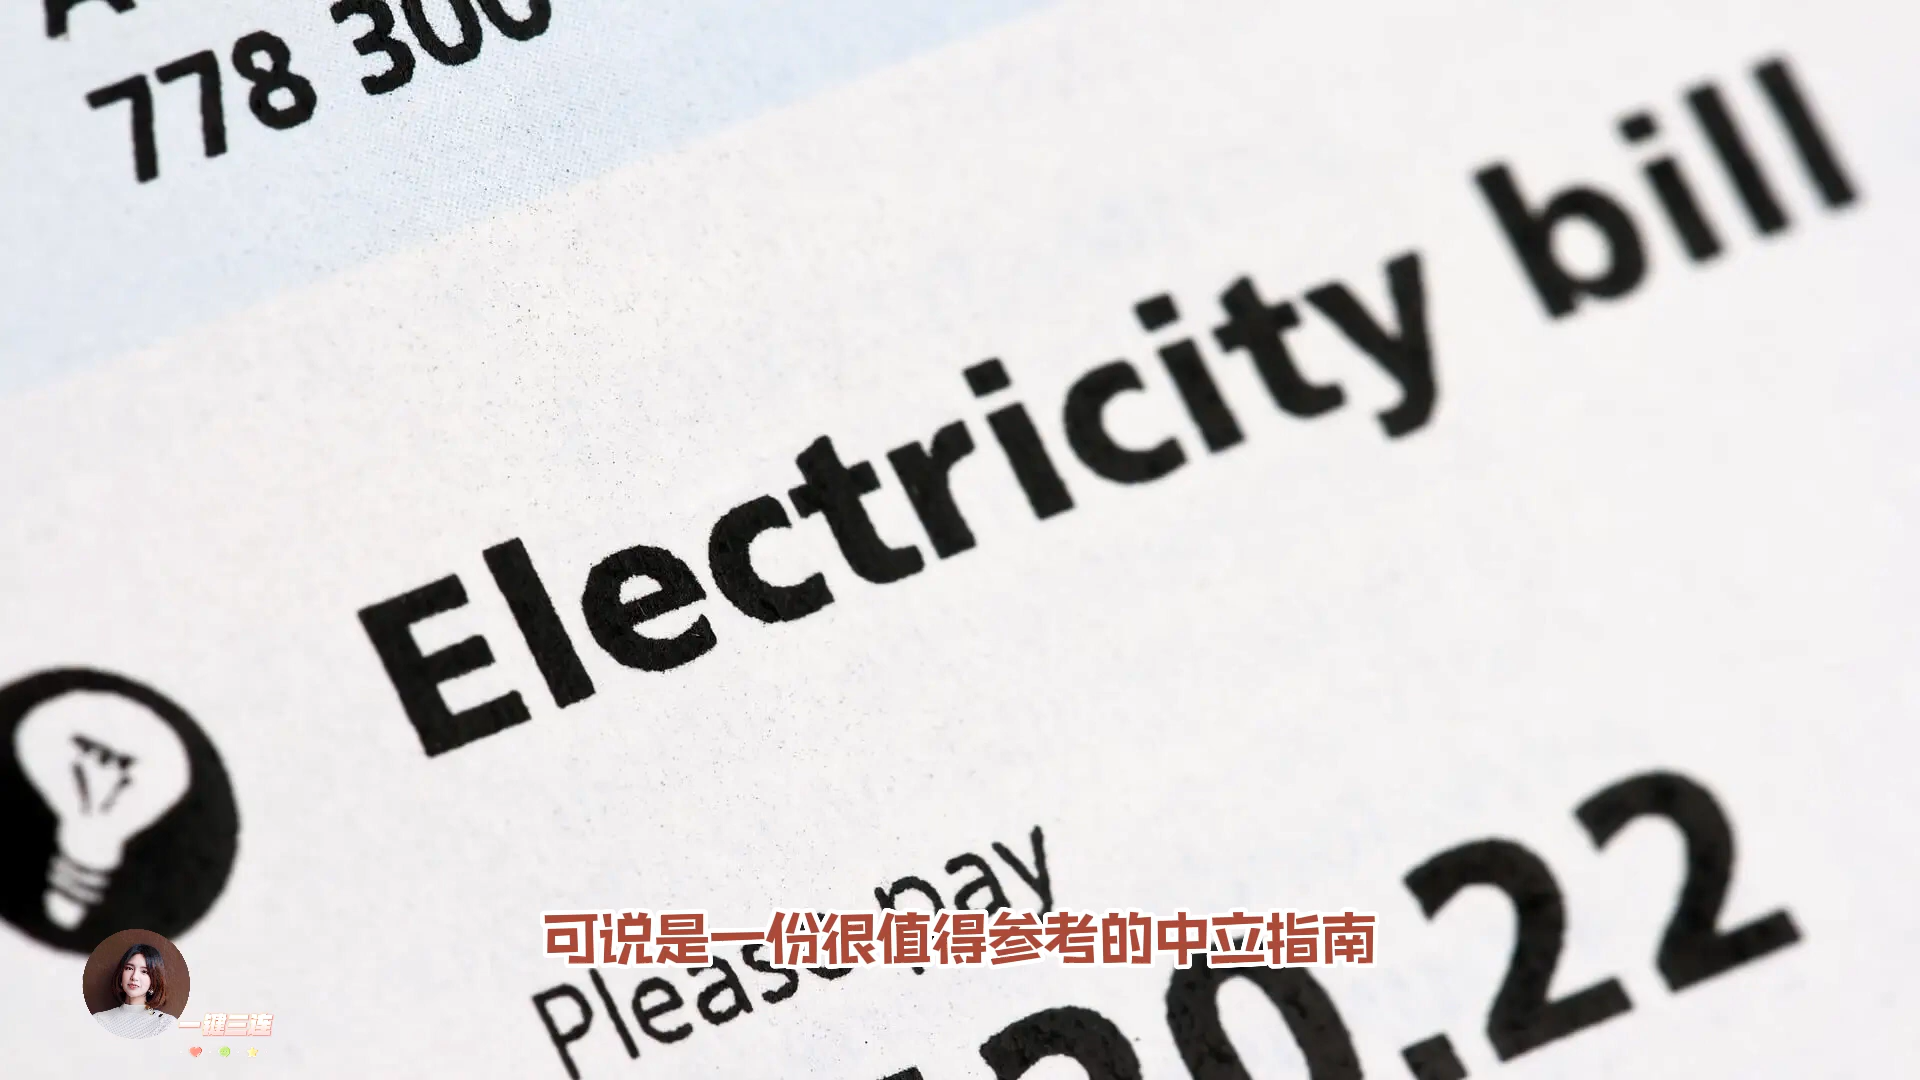 778 300
Electricity bill
Please pay
20.22
可说是一份很值得参考的中立指南
一键三连